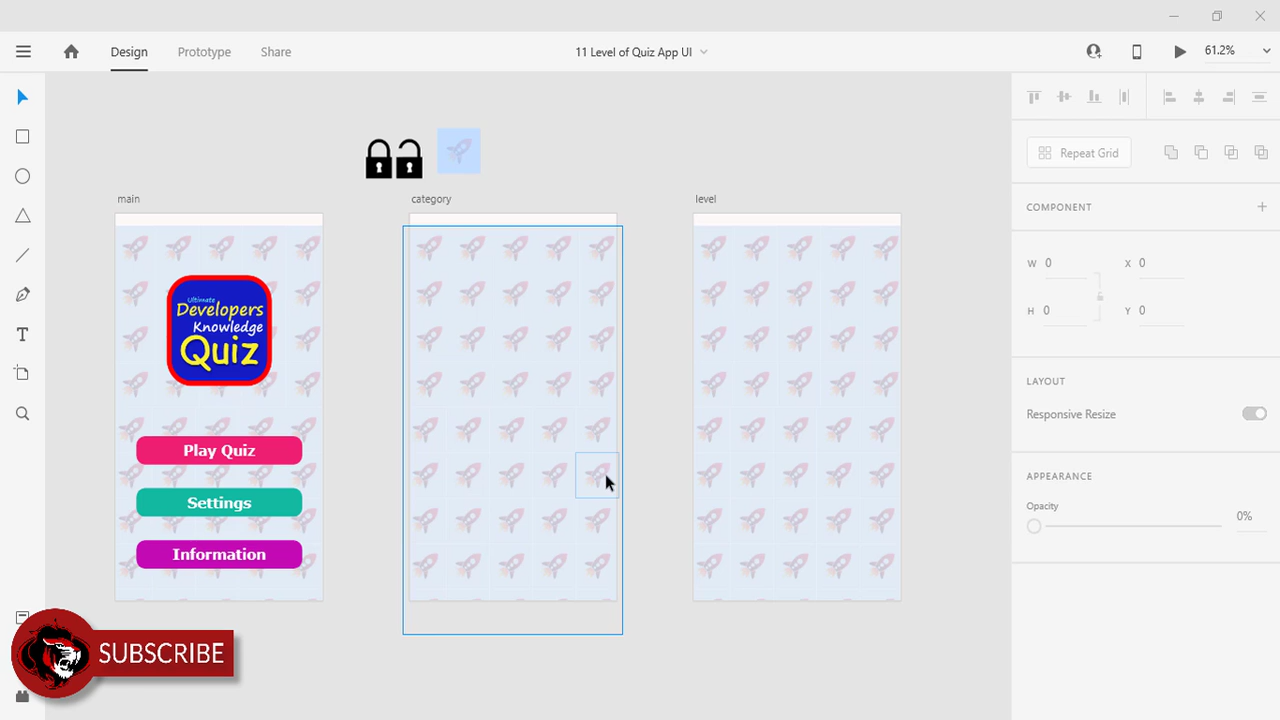 Design
Prototype
Share
11 Level of Quiz App UI
61.2%
Repeat Grid
main
category
level
COMPONENT
W 0
X 0
H 0
Y 0
LAYOUT
Responsive Resize
APPEARANCE
Opacity
0%
Ultimate
Developers
Knowledge
Quiz
Play Quiz
Settings
Information
SUBSCRIBE